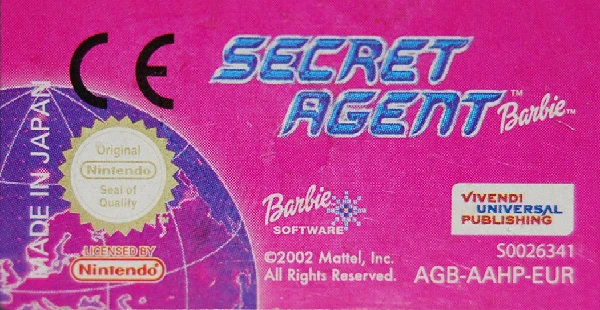 CE
SECRET
AGENT™
Barbie™
MADE IN JAPAN
Original
Nintendo
Seal of
Quality
LICENSED BY
Nintendo
Barbie
SOFTWARE
©2002 Mattel, Inc.
All Rights Reserved.
VIVENDI
UNIVERSAL
PUBLISHING
S0026341
AGB-AAHP-EUR